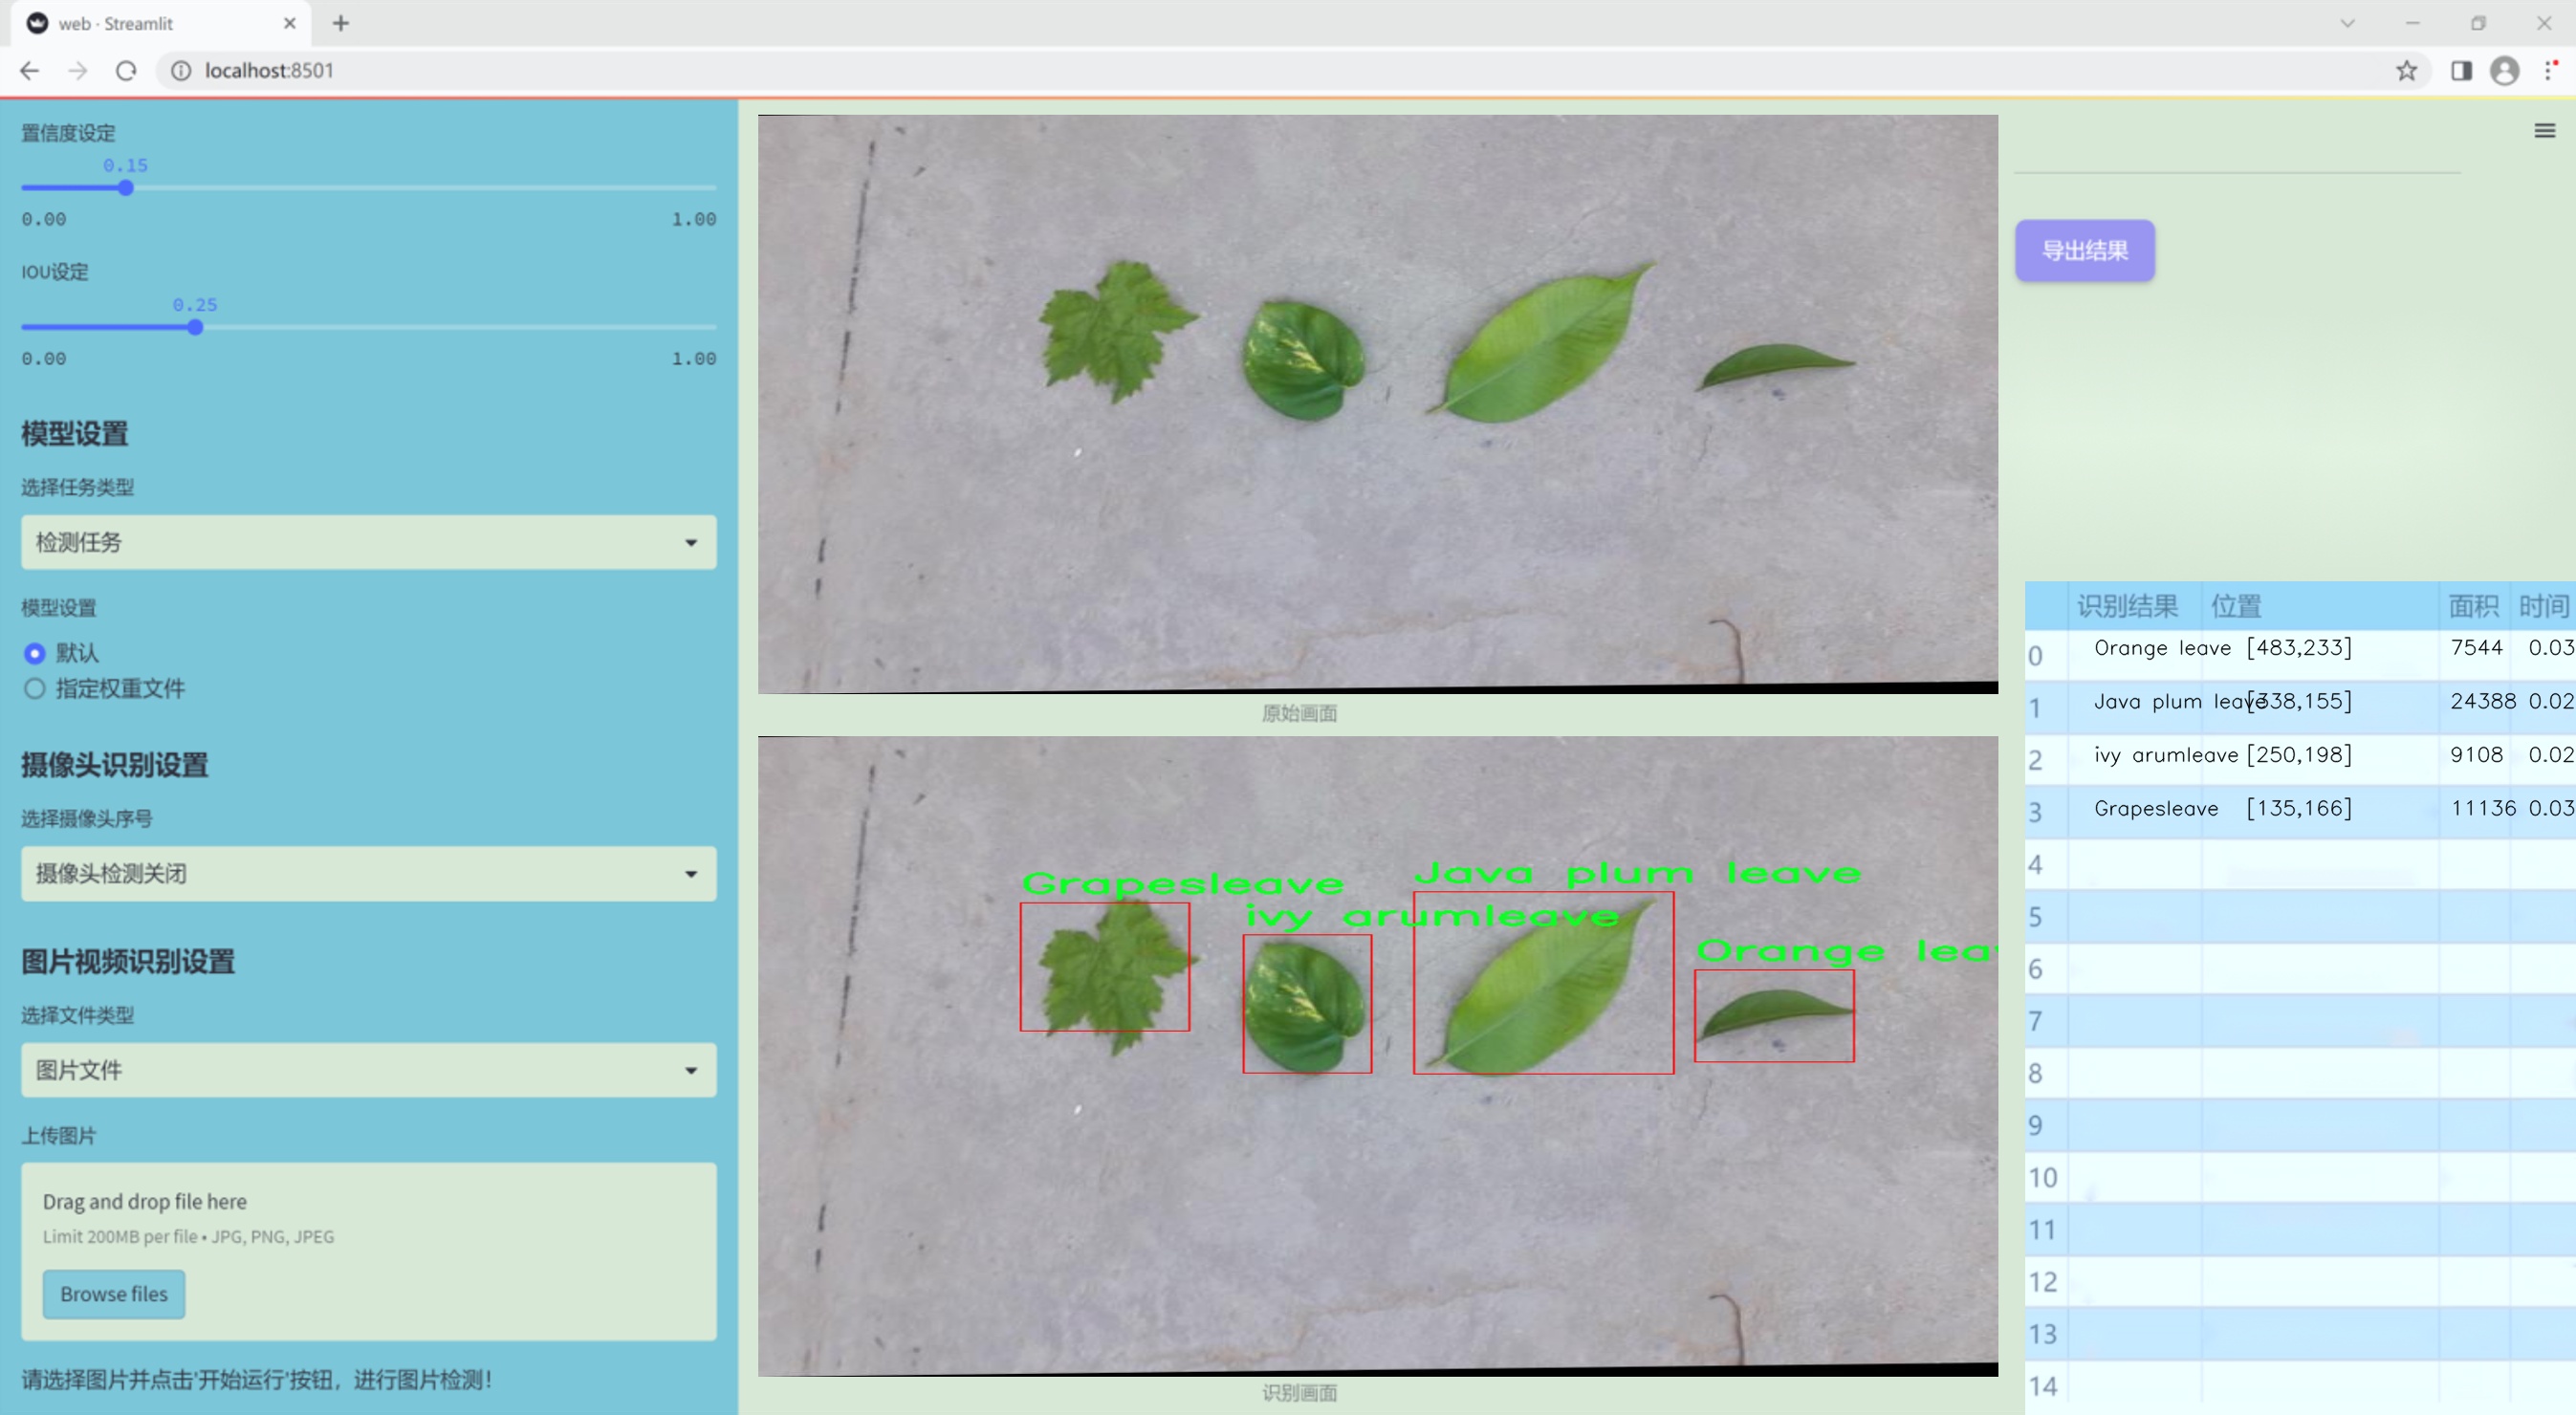 web · Streamlit
localhost:8501
置信度设定
0.15
0.00 1.00
IOU设定
0.25
0.00 1.00
模型设置
选择任务类型
检测任务
模型设置
默认
指定权重文件
摄像头识别设置
选择摄像头序号
摄像头检测关闭
图片视频识别设置
选择文件类型
图片文件
上传图片
Drag and drop file here
Limit 200MB per file • JPG, PNG, JPEG
Browse files
请选择图片并点击'开始运行'按钮，进行图片检测！
原始画面
Grapesleave
Java plum leave
ivy arumleave
Orange leav
识别画面
导出结果
识别结果 位置 面积 时间
0 Orange leave [483,233] 7544 0.03
1 Java plum leave [338,155] 24388 0.02
2 ivy arumleave [250,198] 9108 0.02
3 Grapesleave [135,166] 11136 0.03
4
5
6
7
8
9
10
11
12
13
14